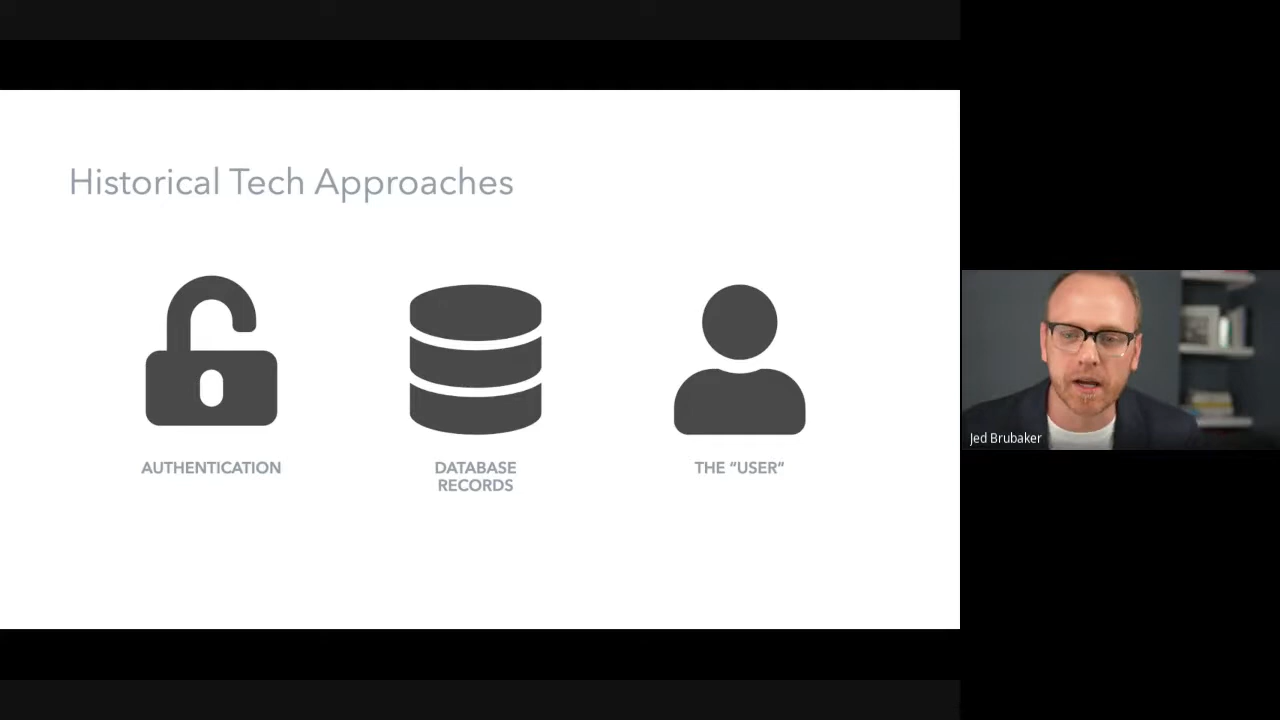 Historical Tech Approaches
AUTHENTICATION
DATABASE
RECORDS
THE “USER”
Jed Brubaker